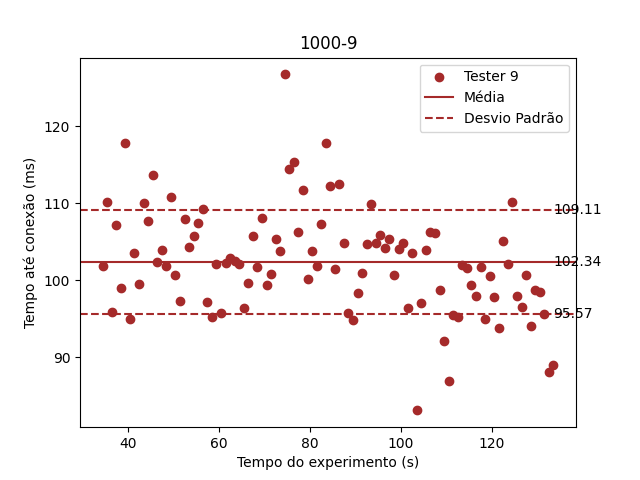 1000-9
Tester 9
Média
Desvio Padrão
120
110
100
90
109.11
102.34
95.57
40
60
80
100
120
Tempo até conexão (ms)
Tempo do experimento (s)